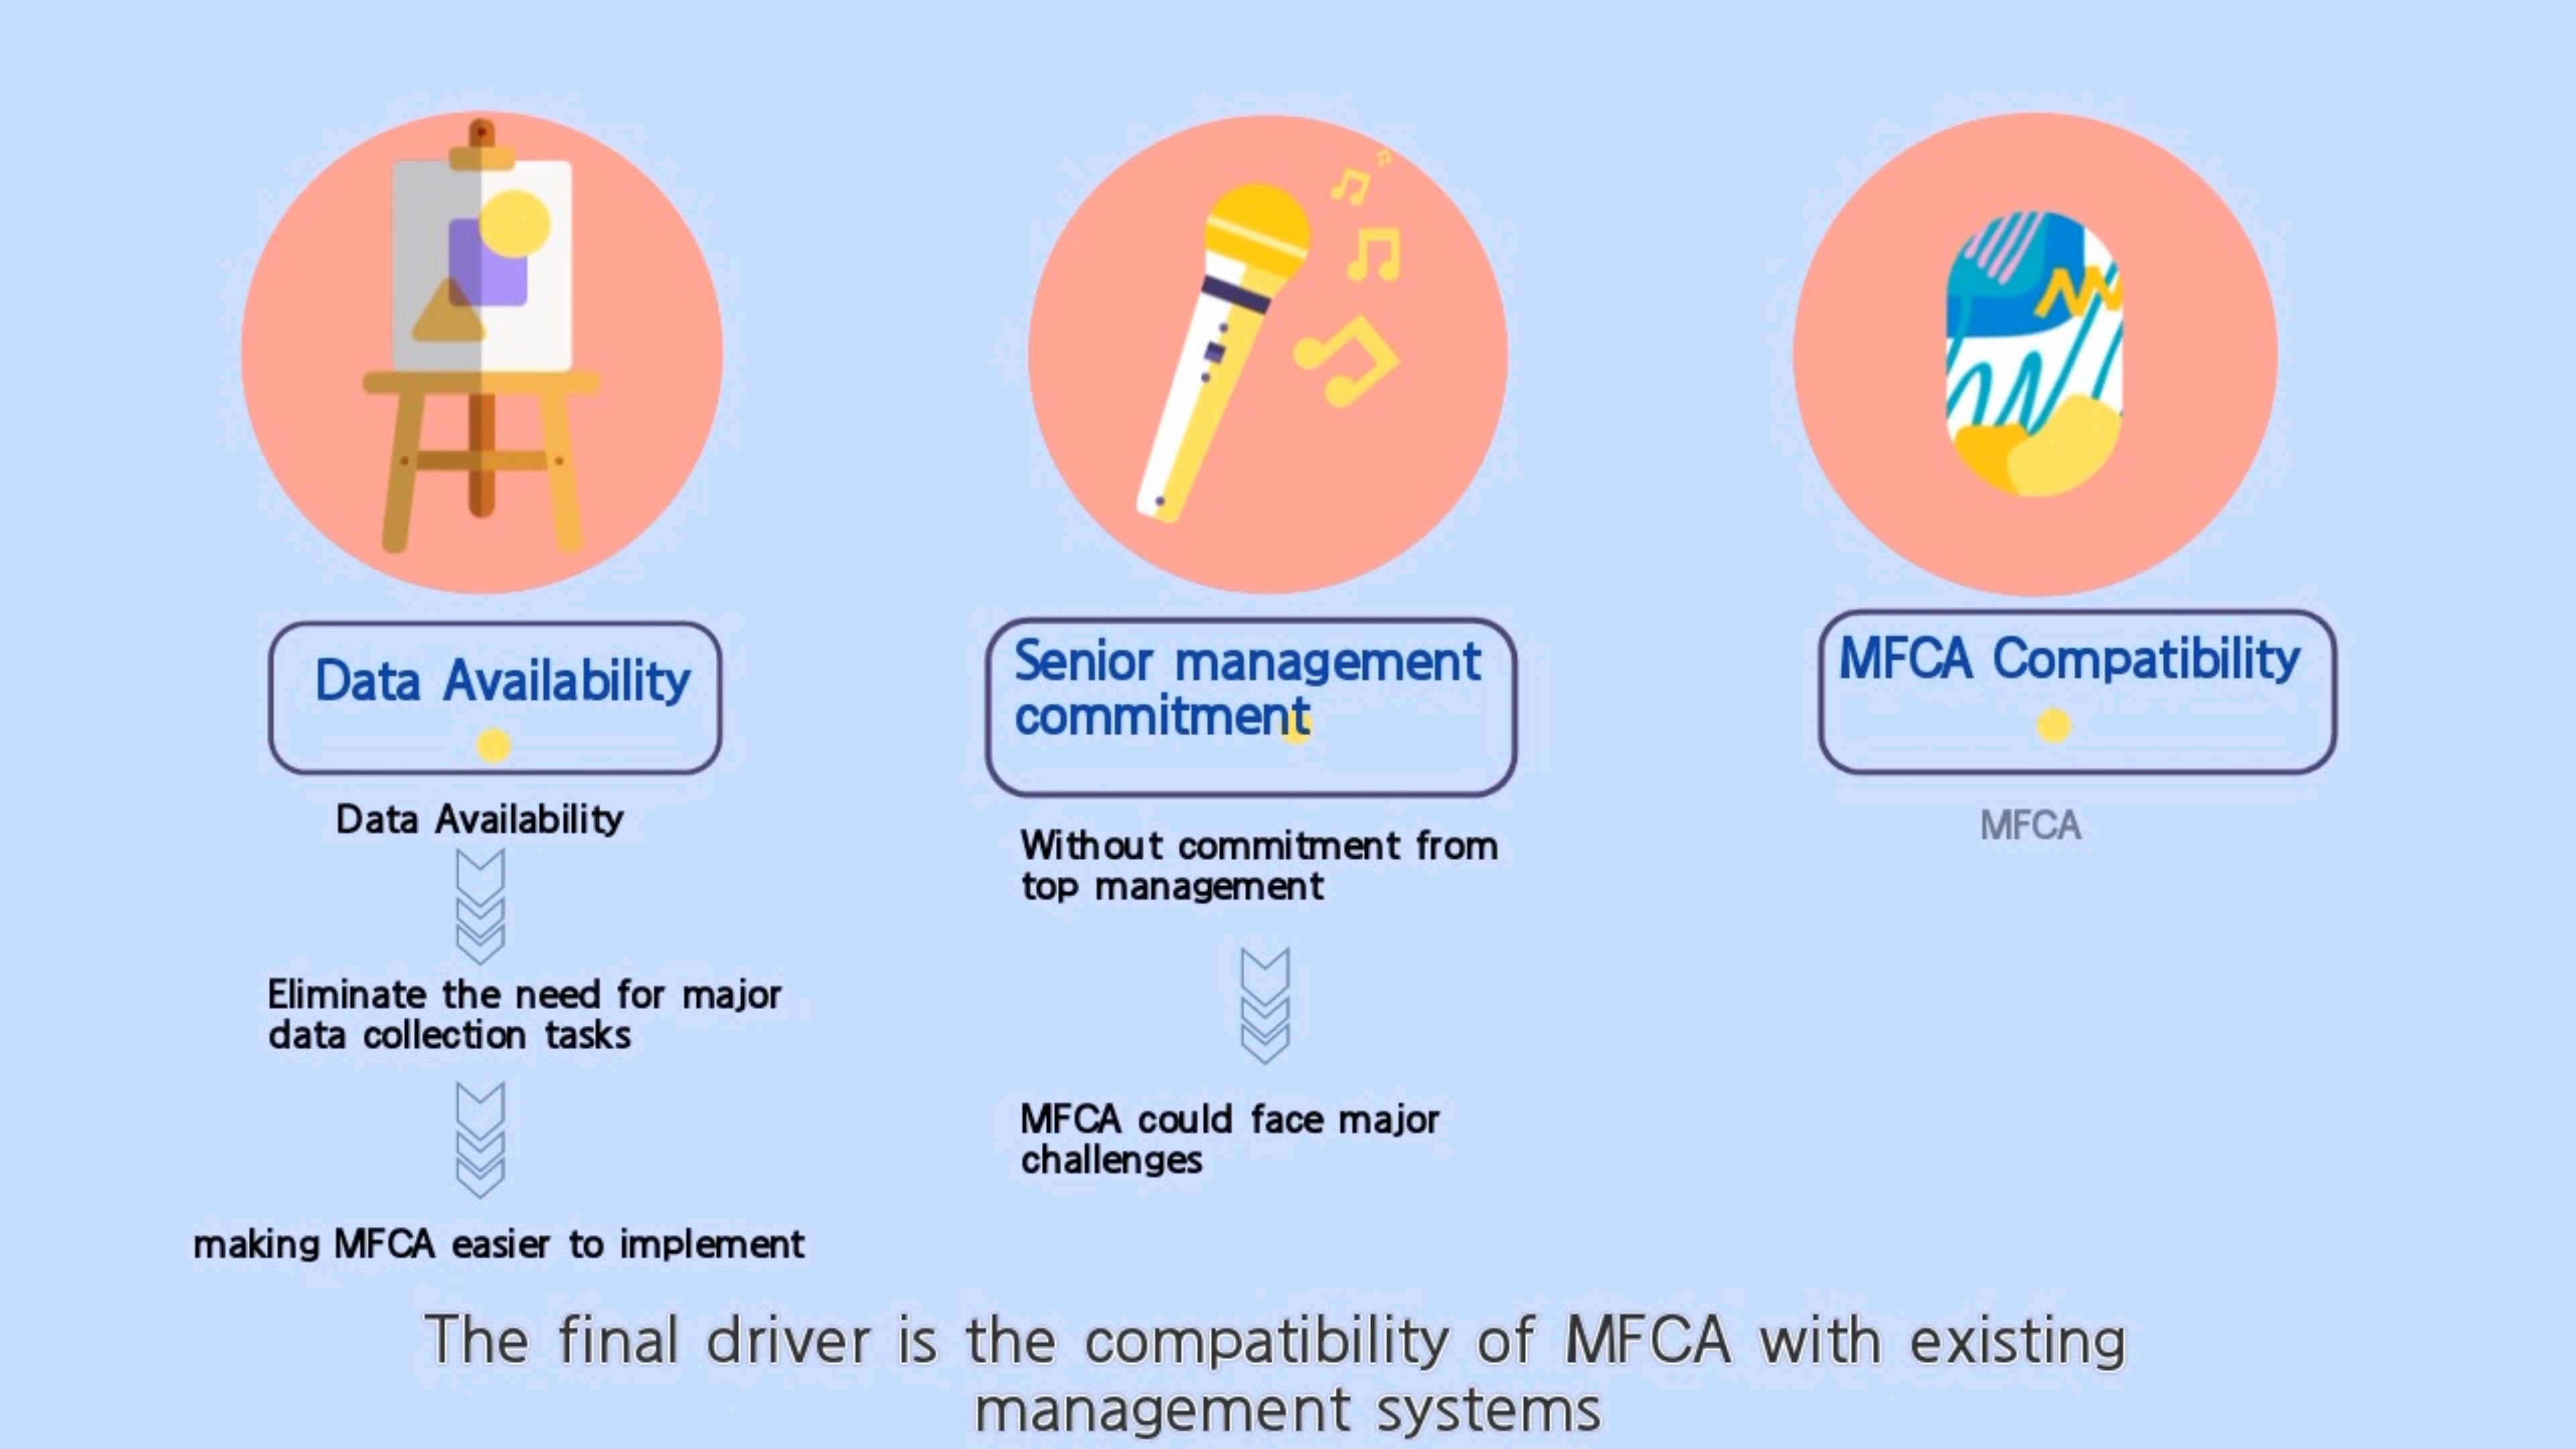 Data Availability
Data Availability
Eliminate the need for major
data collection tasks
making MFCA easier to implement
Senior management
commitment
Without commitment from
top management
MFCA could face major
challenges
MFCA Compatibility
MFCA
The final driver is the compatibility of MFCA with existing
management systems